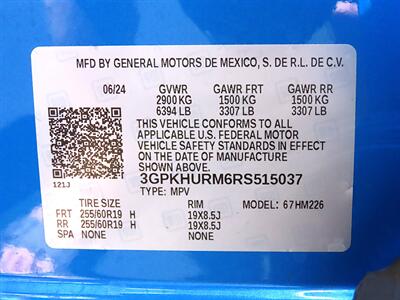 MFD BY GENERAL MOTORS DE MEXICO, S. DE R.L. DE C.V.
06/24 GVWR GAWR FRT GAWR RR
2900 KG 1500 KG 1500 KG
6394 LB 3307 LB 3307 LB
THIS VEHICLE CONFORMS TO ALL
APPLICABLE U.S. FEDERAL MOTOR
VEHICLE SAFETY STANDARDS IN EFFECT
ON THE DATE OF MANUFACTURE
SHOWN ABOVE.
3GPKHURM6RS515037
121J TYPE: MPV
TIRE SIZE RIM MODEL: 67HM226
FRT 255/60R19 H 19X8.5J
RR 255/60R19 H 19X8.5J
SPA NONE NONE